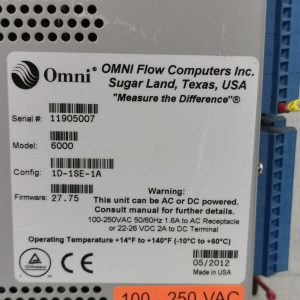 Omni®
OMNI Flow Computers Inc.
Sugar Land, Texas, USA
"Measure the Difference"®
Serial #: 11905007
Model: 6000
Config: 1D-1SE-1A
Firmware: 27.75
Warning:
This unit can be AC or DC powered.
Consult manual for further details.
100-250VAC 50/60Hz 1.6A to AC Receptacle
or 22-26 VDC 2A to DC Terminal
Operating Temperature +14°F to +140°F (-10°C to +60°C)
05/2012
Made in USA
100 - 250 VAC